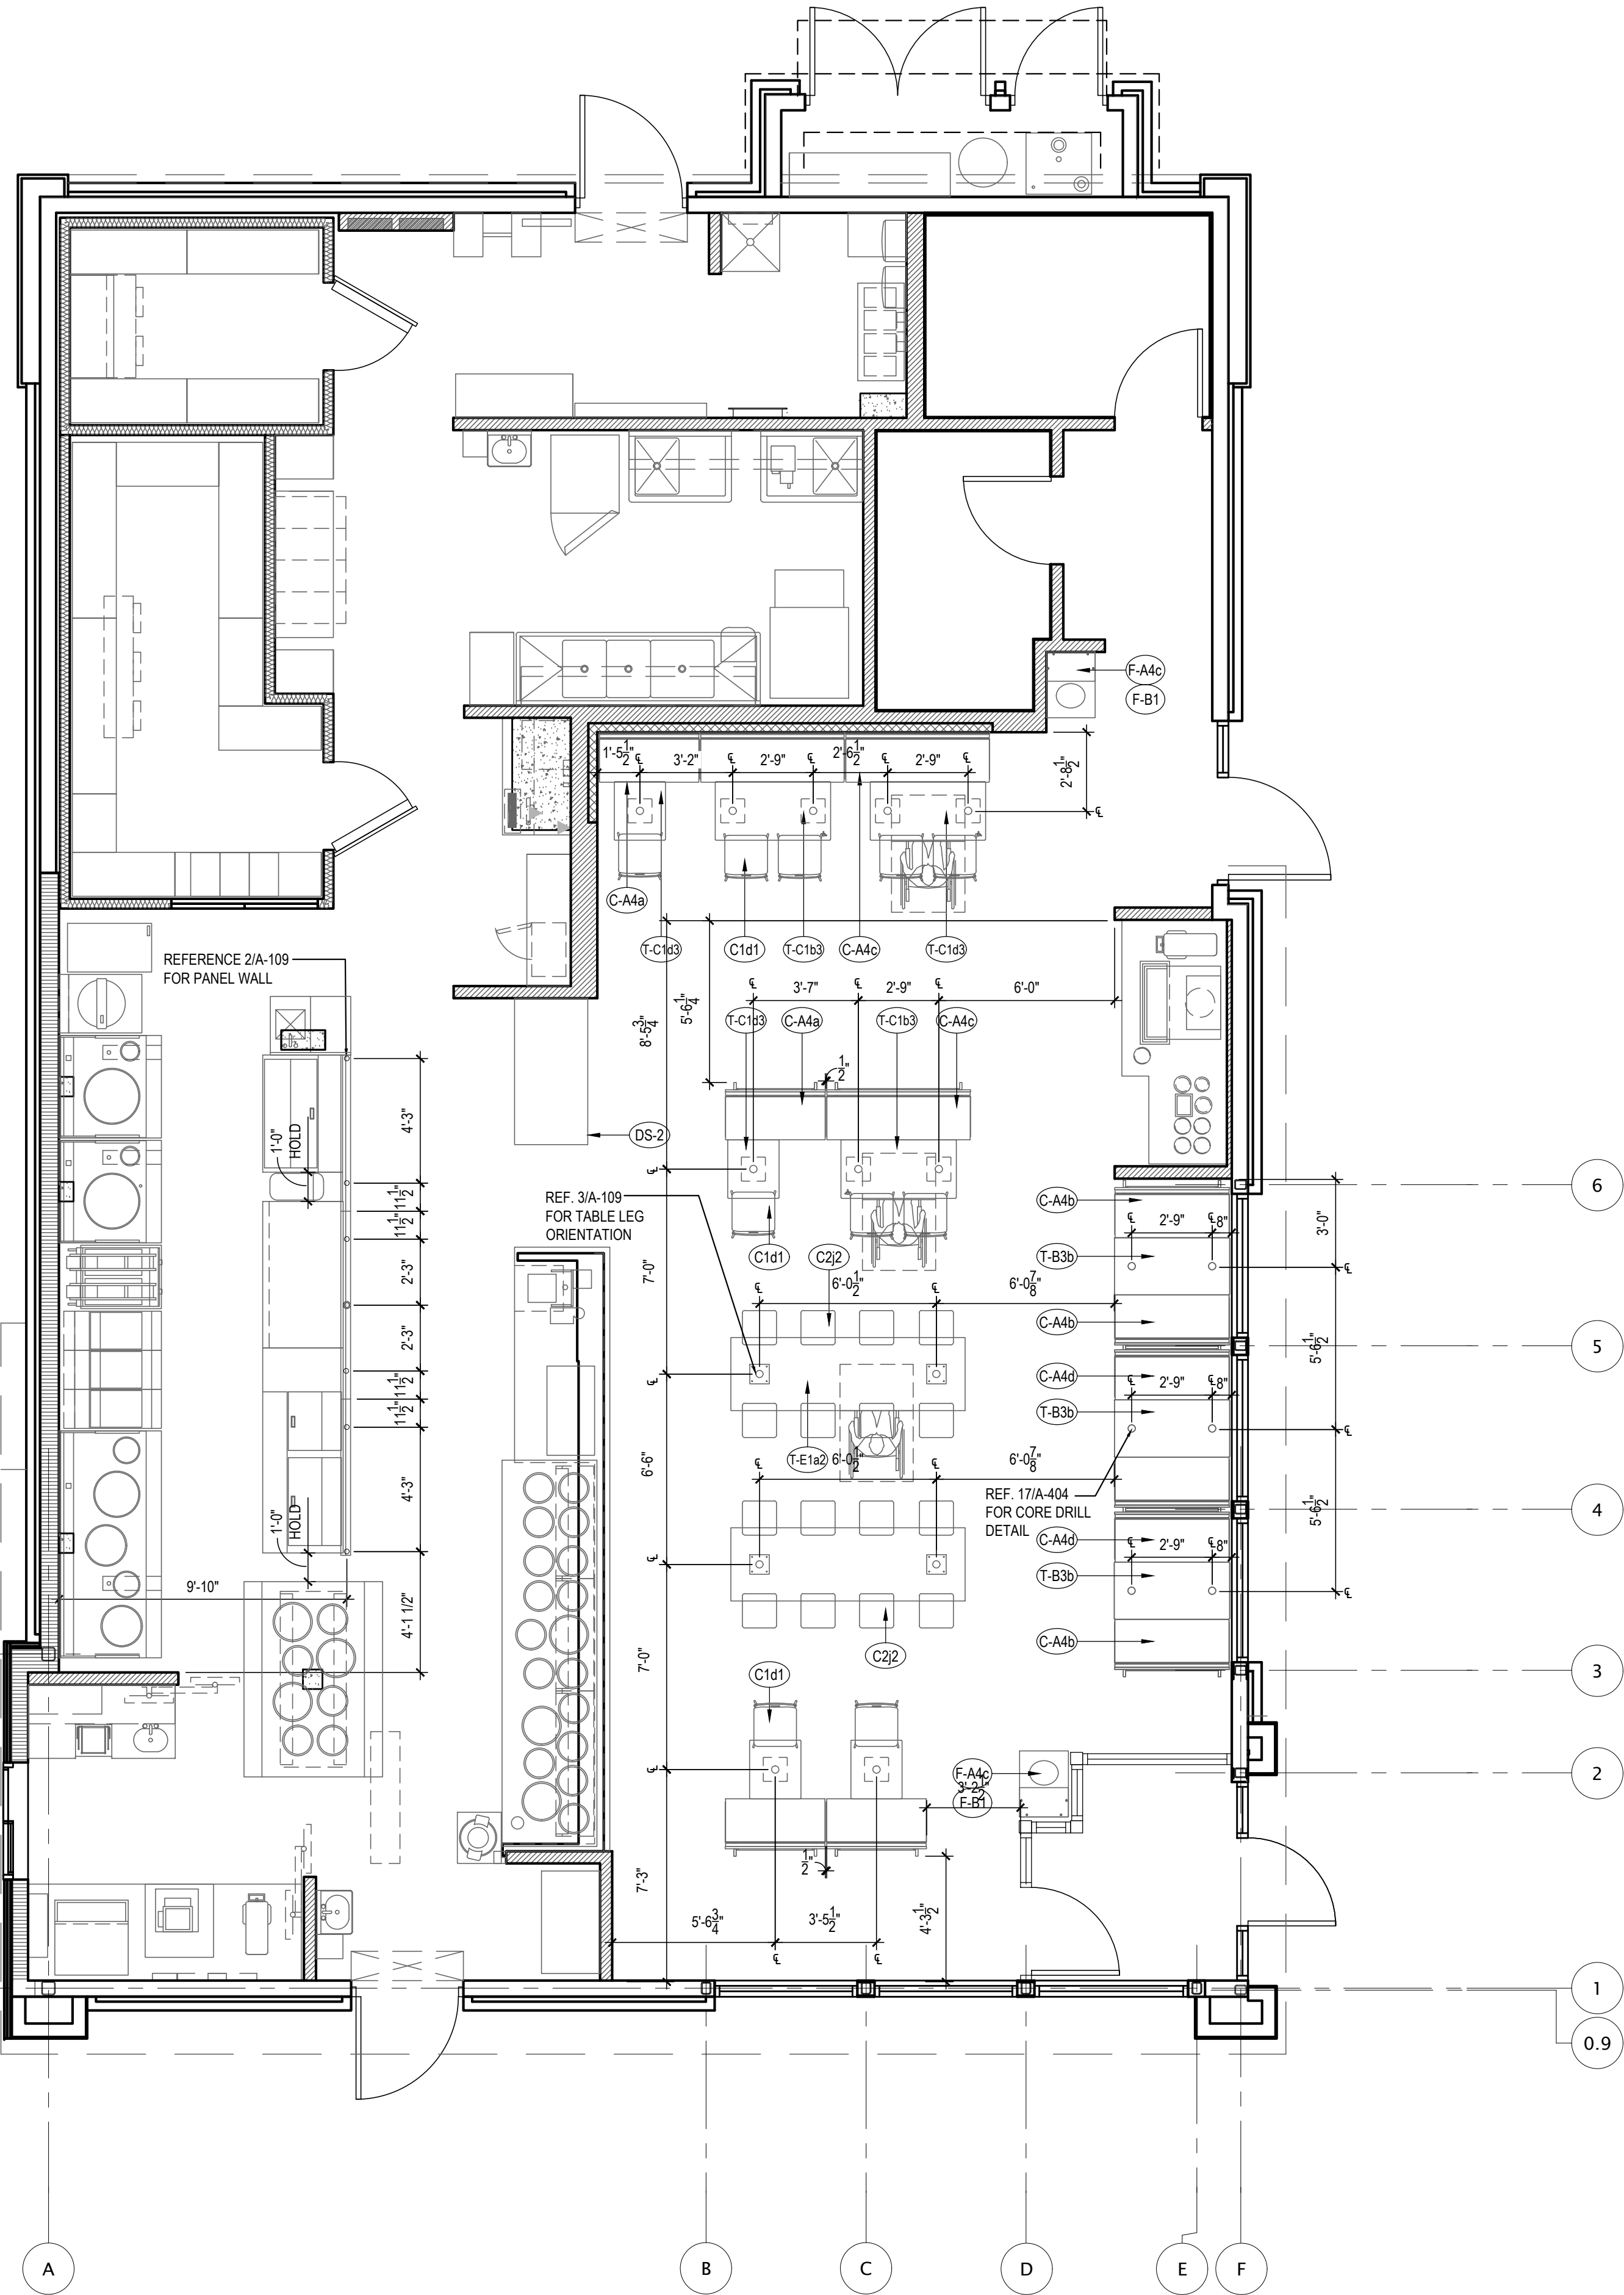 F-A4c
F-B1
1'-5 1/2"
3'-2"
2'-9"
2'-6 1/2"
2'-9"
2'-8 1/2"
C-A4a
T-C1d3
C1d1
T-C1b3
C-A4c
T-C1d3
REFERENCE 2/A-109
FOR PANEL WALL
3'-7"
2'-9"
6'-0"
8'-5 3/4"
5'-6 1/4"
T-C1d3
C-A4a
T-C1b3
C-A4c
1/2"
DS-2
4'-3"
1'-0"
HOLD
11 1/2"
11 1/2"
2'-3"
2'-3"
11 1/2"
11 1/2"
4'-3"
1'-0"
HOLD
4'-1 1/2"
9'-10"
REF. 3/A-109
FOR TABLE LEG
ORIENTATION
C1d1
C2j2
7'-0"
6'-0 1/2"
6'-0 7/8"
C-A4b
2'-9"
8"
T-B3b
C-A4b
C-A4d
2'-9"
8"
T-B3b
3'-0"
5'-6 1/2"
5'-6 1/2"
6
5
4
3
2
1
0.9
T-E1a2
6'-0 1/2"
6'-0 7/8"
6'-6"
REF. 17/A-404
FOR CORE DRILL
DETAIL
C-A4d
2'-9"
8"
T-B3b
C-A4b
C2j2
7'-0"
C1d1
F-A4c
3'-2 1/2"
F-B1
1/2"
7'-3"
5'-6 3/4"
3'-5 1/2"
4'-3 1/2"
A
B
C
D
E
F